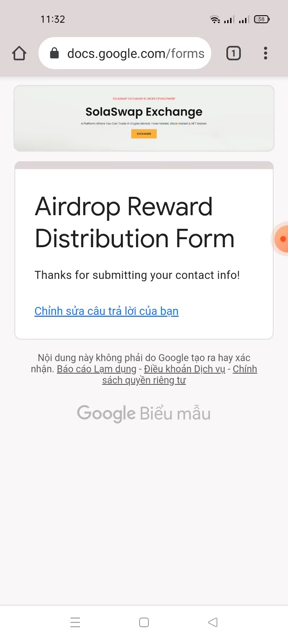 11:32
56
docs.google.com/forms
1
SolaSwap Exchange
Airdrop Reward
Distribution Form
Thanks for submitting your contact info!
Chỉnh sửa câu trả lời của bạn
Nội dung này không phải do Google tạo ra hay xác
nhận. Báo cáo Lạm dụng - Điều khoản Dịch vụ - Chính
sách quyền riêng tư
Google Biểu mẫu